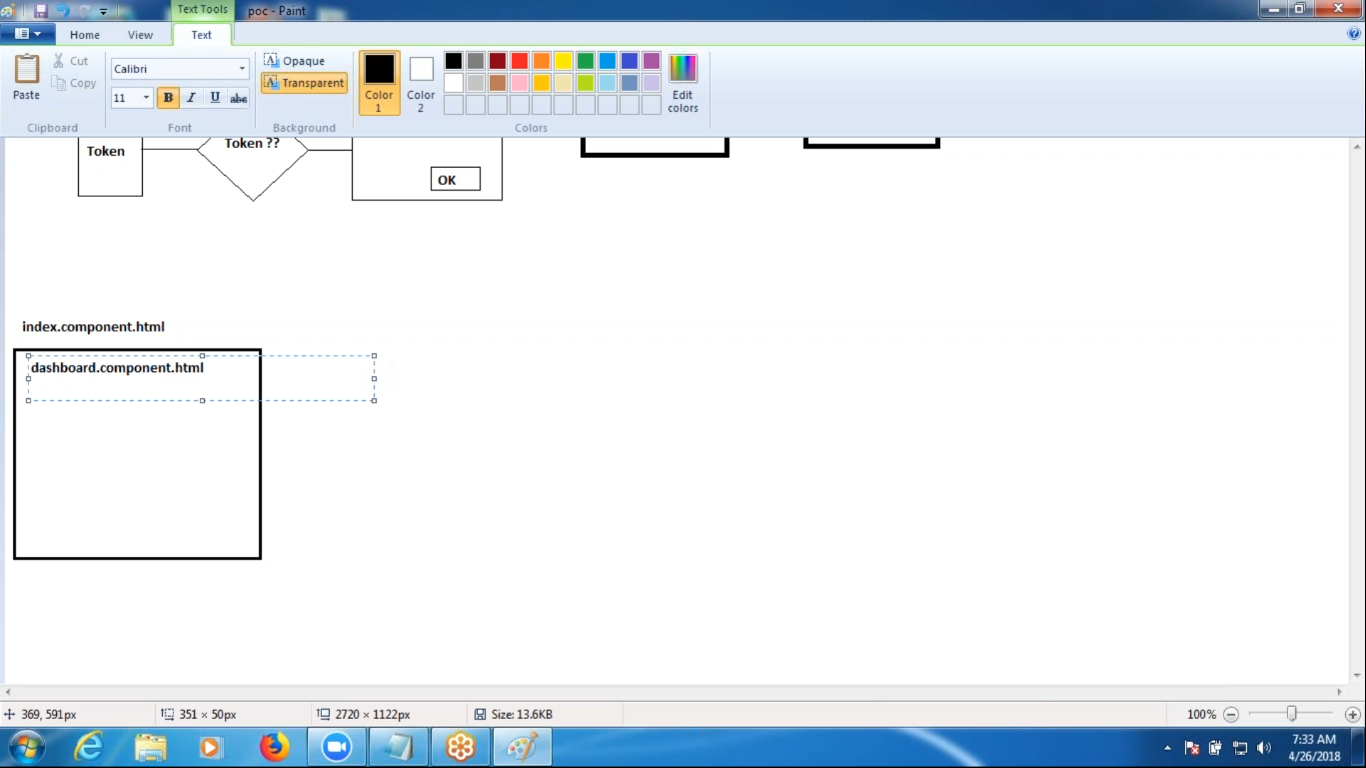 Text Tools
poc - Paint
Home
View
Text
Cut
Copy
Paste
Clipboard
Calibri
11
B I U abc
Font
Opaque
Transparent
Background
Color 1
Color 2
Edit colors
Colors
Token
Token ??
OK
index.component.html
dashboard.component.html
369, 591px
351 × 50px
2720 × 1122px
Size: 13.6KB
100%
7:33 AM
4/26/2018